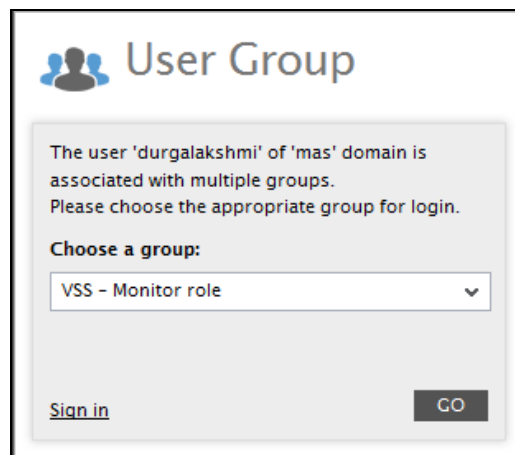 User Group
The user 'durgalakshmi' of 'mas' domain is
associated with multiple groups.
Please choose the appropriate group for login.
Choose a group:
VSS - Monitor role
Sign in
GO